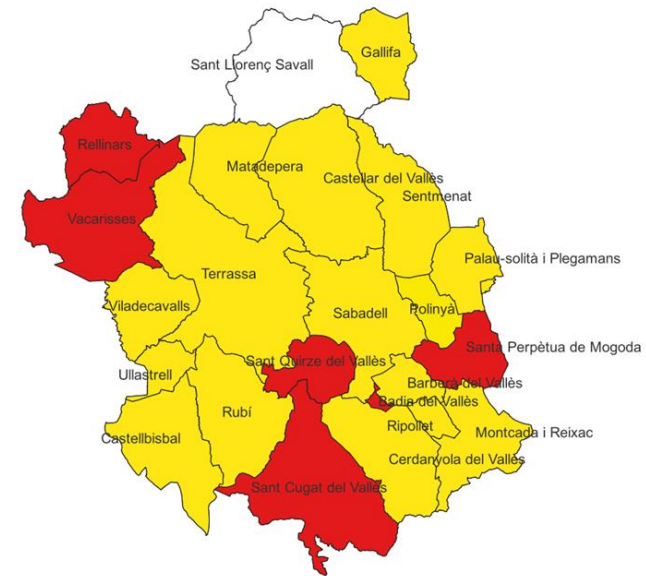 Gallifa
Sant Llorenç Savall
Rellinars
Matadepera
Castellar del Vallès
Sentmenat
Vacarisses
Palau-solità i Plegamans
Terrassa
Viladecavalls
Polinyà
Sabadell
Santa Perpètua de Mogoda
Sant Quirze del Vallès
Ullastrell
Barberà del Vallès
Badia del Vallès
Rubí
Ripollet
Montcada i Reixac
Castellbisbal
Cerdanyola del Vallès
Sant Cugat del Vallès